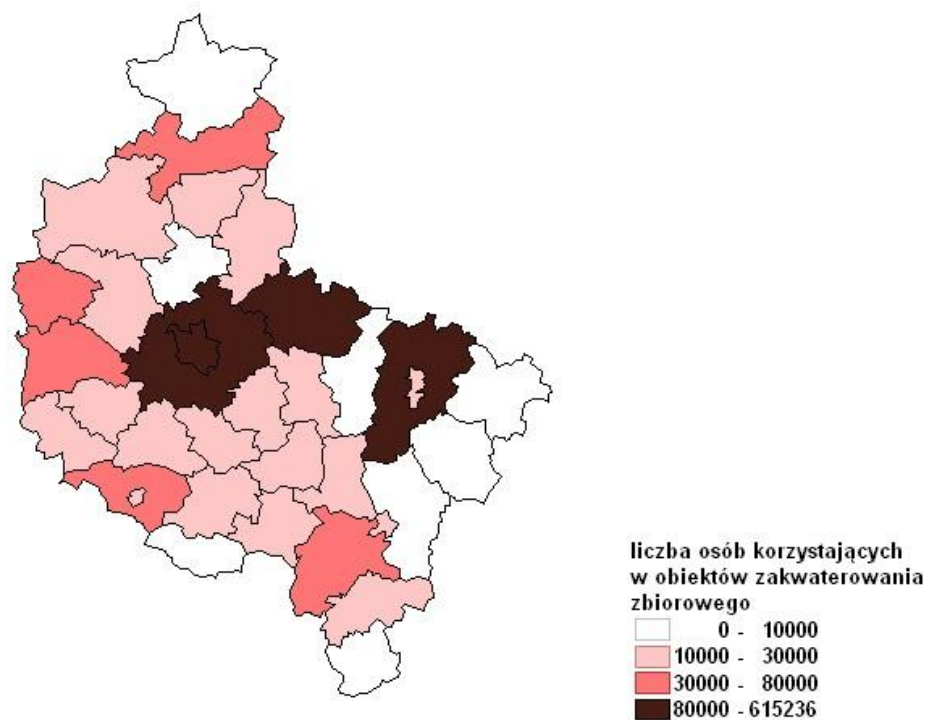 liczba osób korzystających
w obiektów zakwaterowania
zbiorowego
0 - 10000
10000 - 30000
30000 - 80000
80000 - 615236